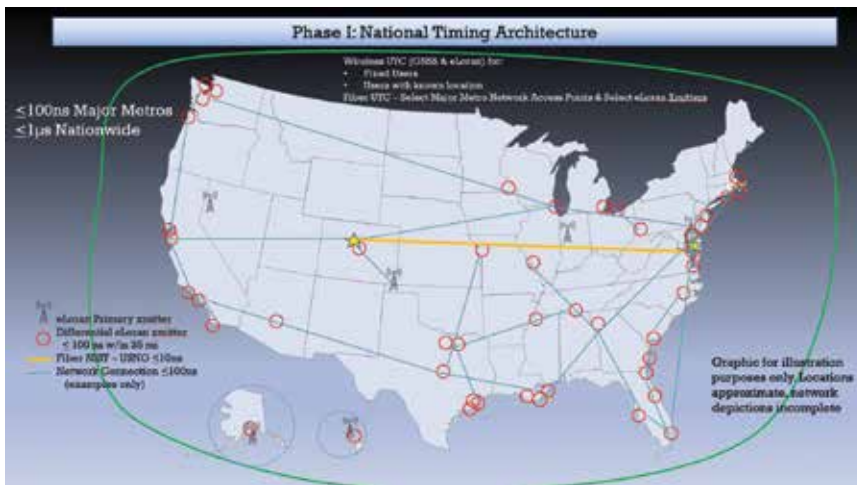 Phase I: National Timing Architecture
Wireless UTC (GNSS & eLoran) for:
• Fixed Users
• Users with known location
Fiber UTC – Select Major Metro Network Access Points & Select eLoran Xmitters
≤100ns Major Metros
≤1µs Nationwide
eLoran Primary xmitter
Differential eLoran xmitter
≤ 100 ns w/in 35 mi
Fiber NIST – USNO ≤10ns
Network Connection ≤100ns
(examples only)
Graphic for illustration
purposes only. Locations
approximate, network
depictions incomplete